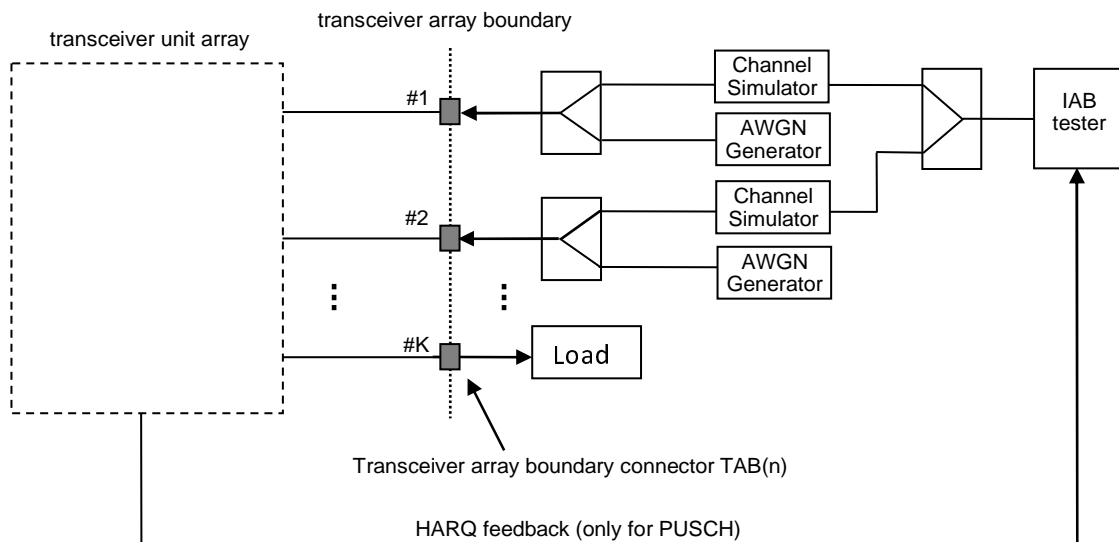 transceiver array boundary
transceiver unit array
#1
Channel
Simulator
AWGN
Generator
IAB
tester
#2
Channel
Simulator
AWGN
Generator
#K
Load
Transceiver array boundary connector TAB(n)
HARQ feedback (only for PUSCH)